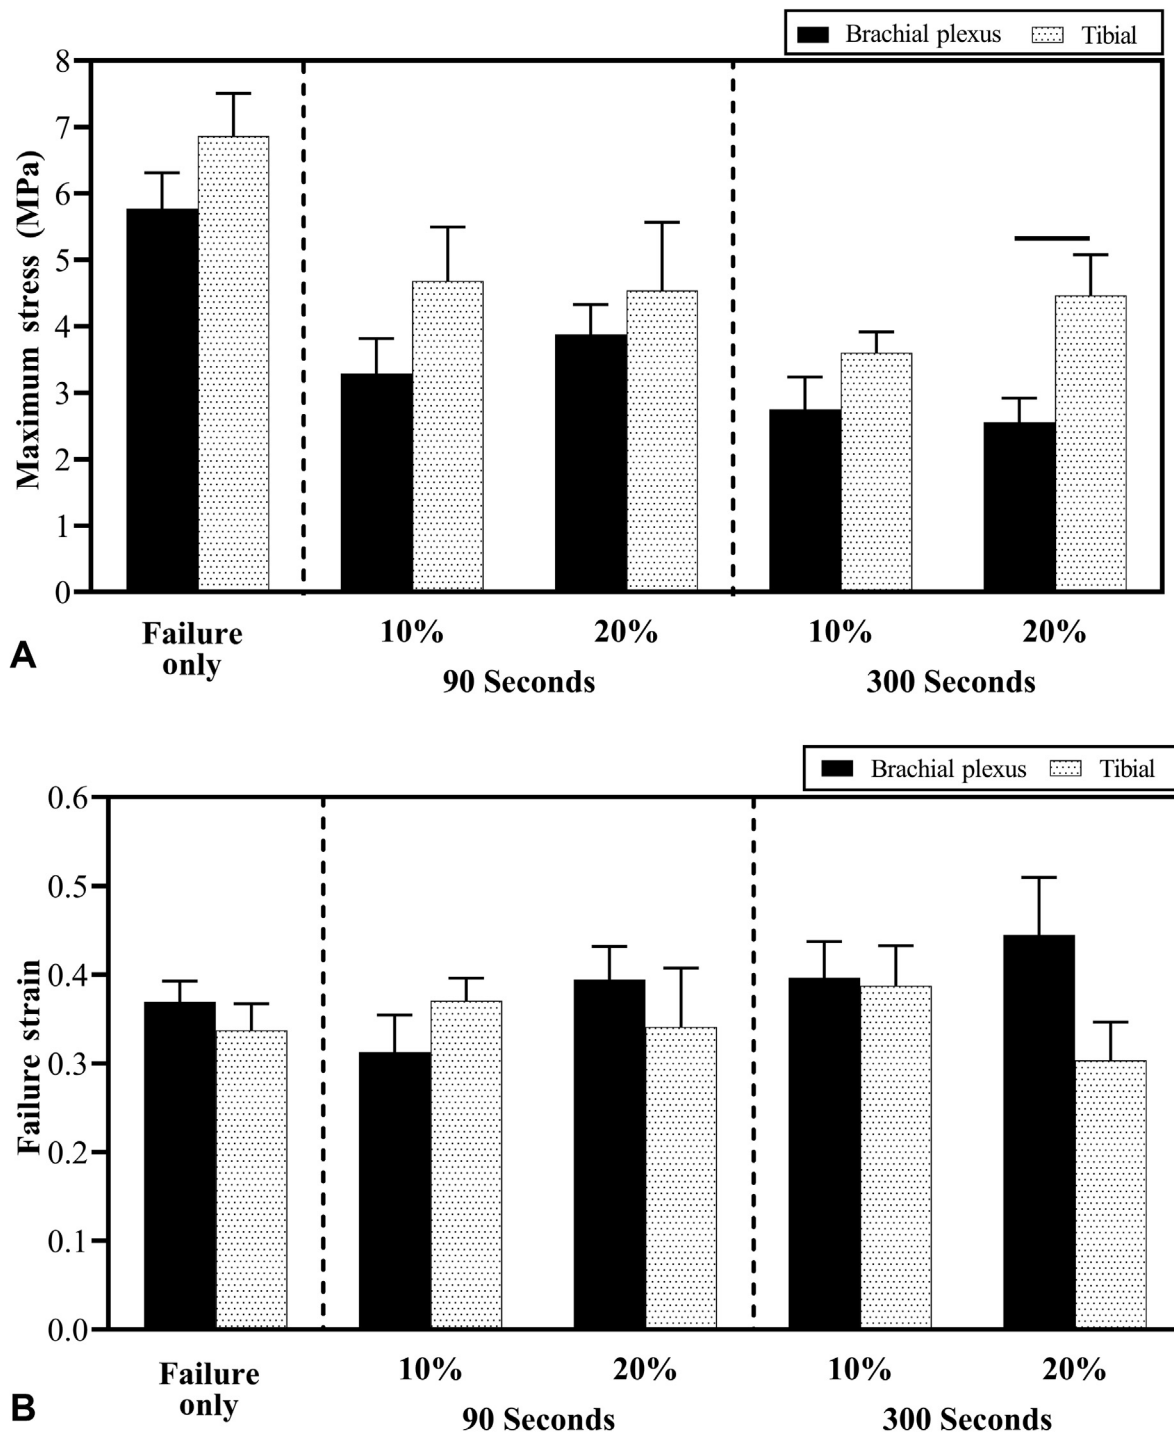 Brachial plexus Tibial
Maximum stress (MPa)
8
7
6
5
4
3
2
1
0
Failure only
10%
20%
10%
20%
90 Seconds
300 Seconds
A
Brachial plexus Tibial
Failure strain
0.6
0.5
0.4
0.3
0.2
0.1
0.0
Failure only
10%
20%
10%
20%
90 Seconds
300 Seconds
B